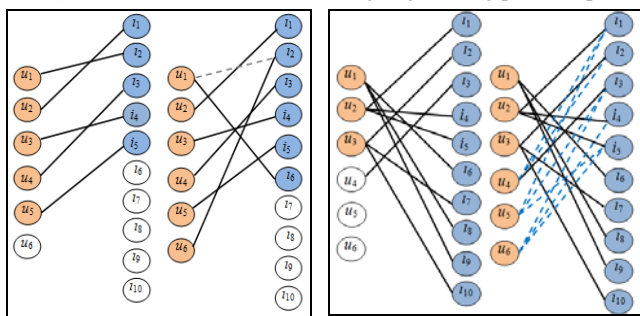 u₁
u₂
u₃
u₄
u₅
u₆
i₁
i₂
i₃
i₄
i₅
i₆
i₇
i₈
i₉
i₁₀
u₁
u₂
u₃
u₄
u₅
u₆
i₁
i₂
i₃
i₄
i₅
i₆
i₇
i₈
i₉
i₁₀
u₁
u₂
u₃
u₄
u₅
u₆
i₁
i₂
i₃
i₄
i₅
i₆
i₇
i₈
i₉
i₁₀
u₁
u₂
u₃
u₄
u₅
u₆
i₁
i₂
i₃
i₄
i₅
i₆
i₇
i₈
i₉
i₁₀